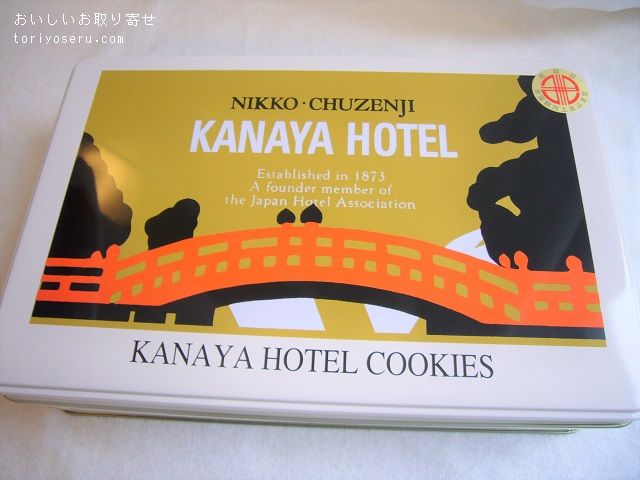 おいしいお取り寄せ
toriyoseru.com
NIKKO·CHUZENJI
KANAYA HOTEL
Established in 1873
A founder member of
the Japan Hotel Association
KANAYA HOTEL COOKIES